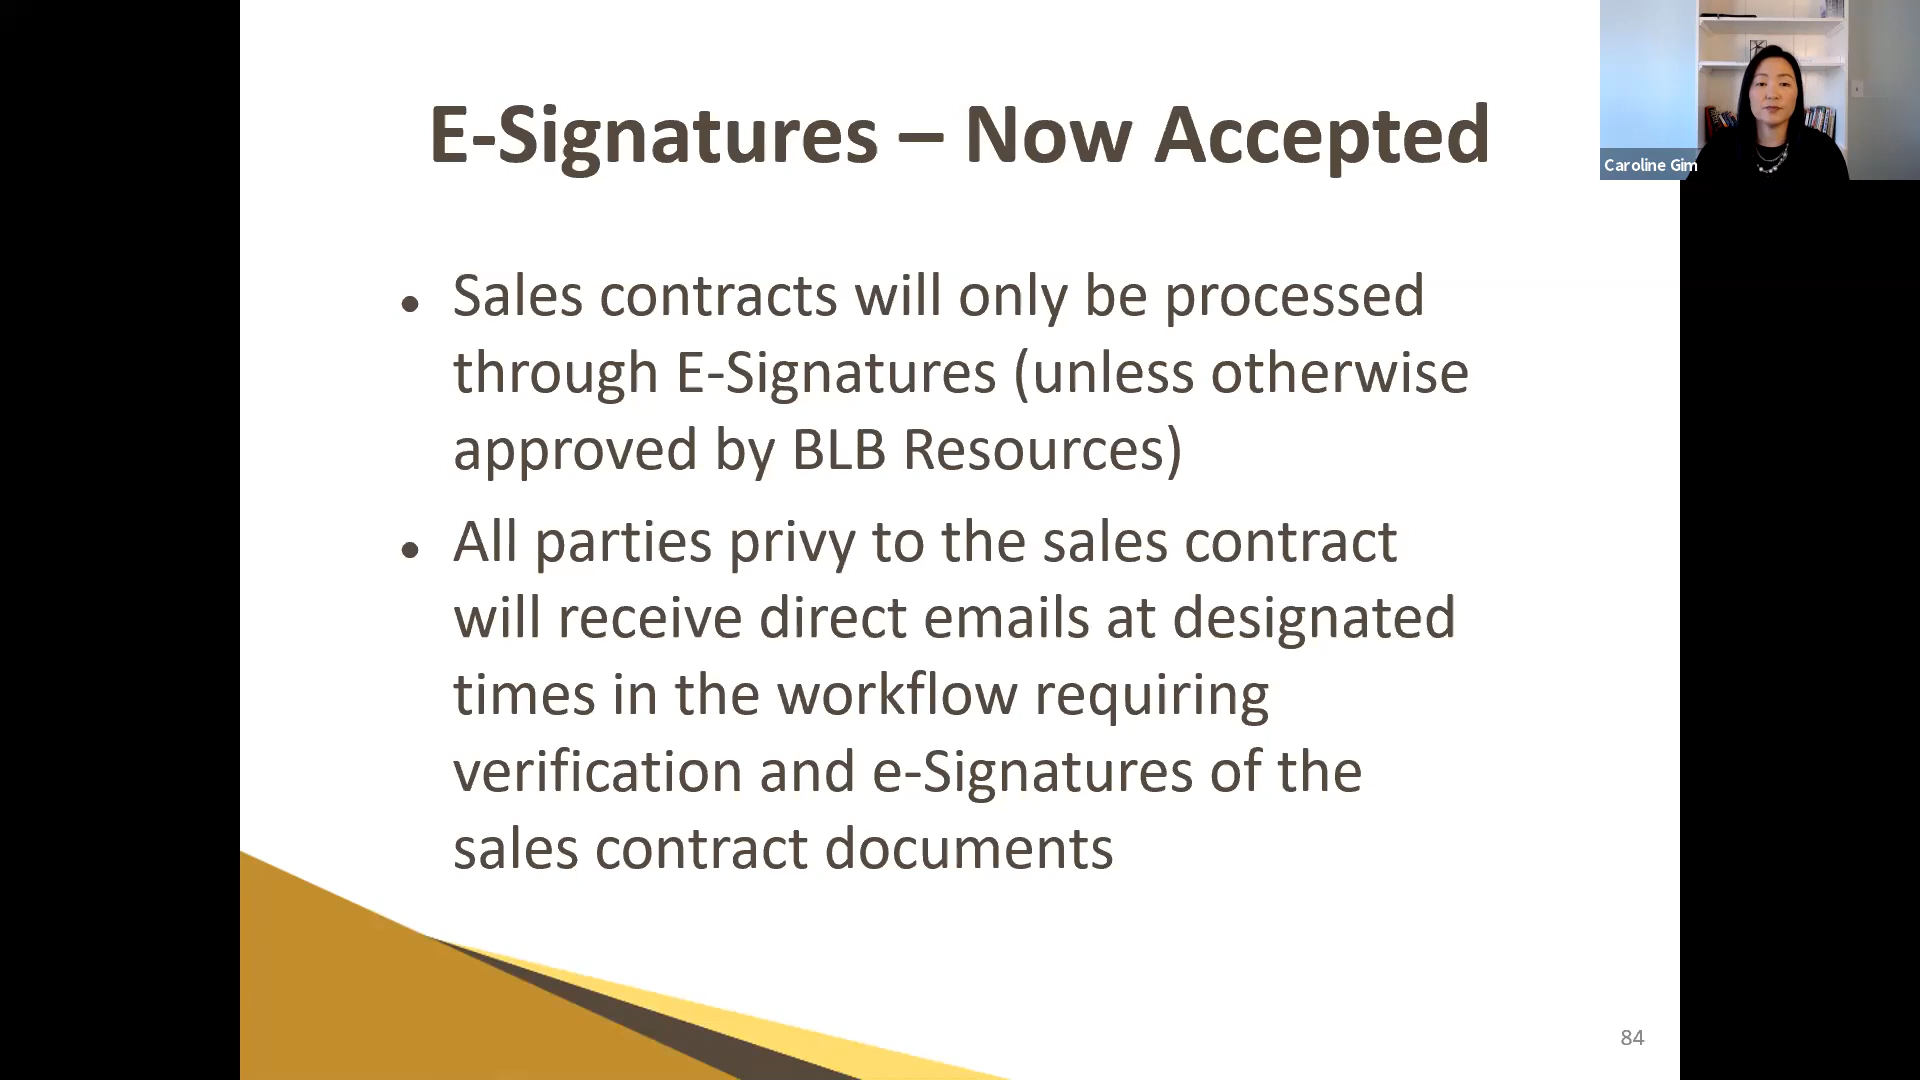 E-Signatures – Now Accepted
Caroline Gim
• Sales contracts will only be processed
through E-Signatures (unless otherwise
approved by BLB Resources)
• All parties privy to the sales contract
will receive direct emails at designated
times in the workflow requiring
verification and e-Signatures of the
sales contract documents
84